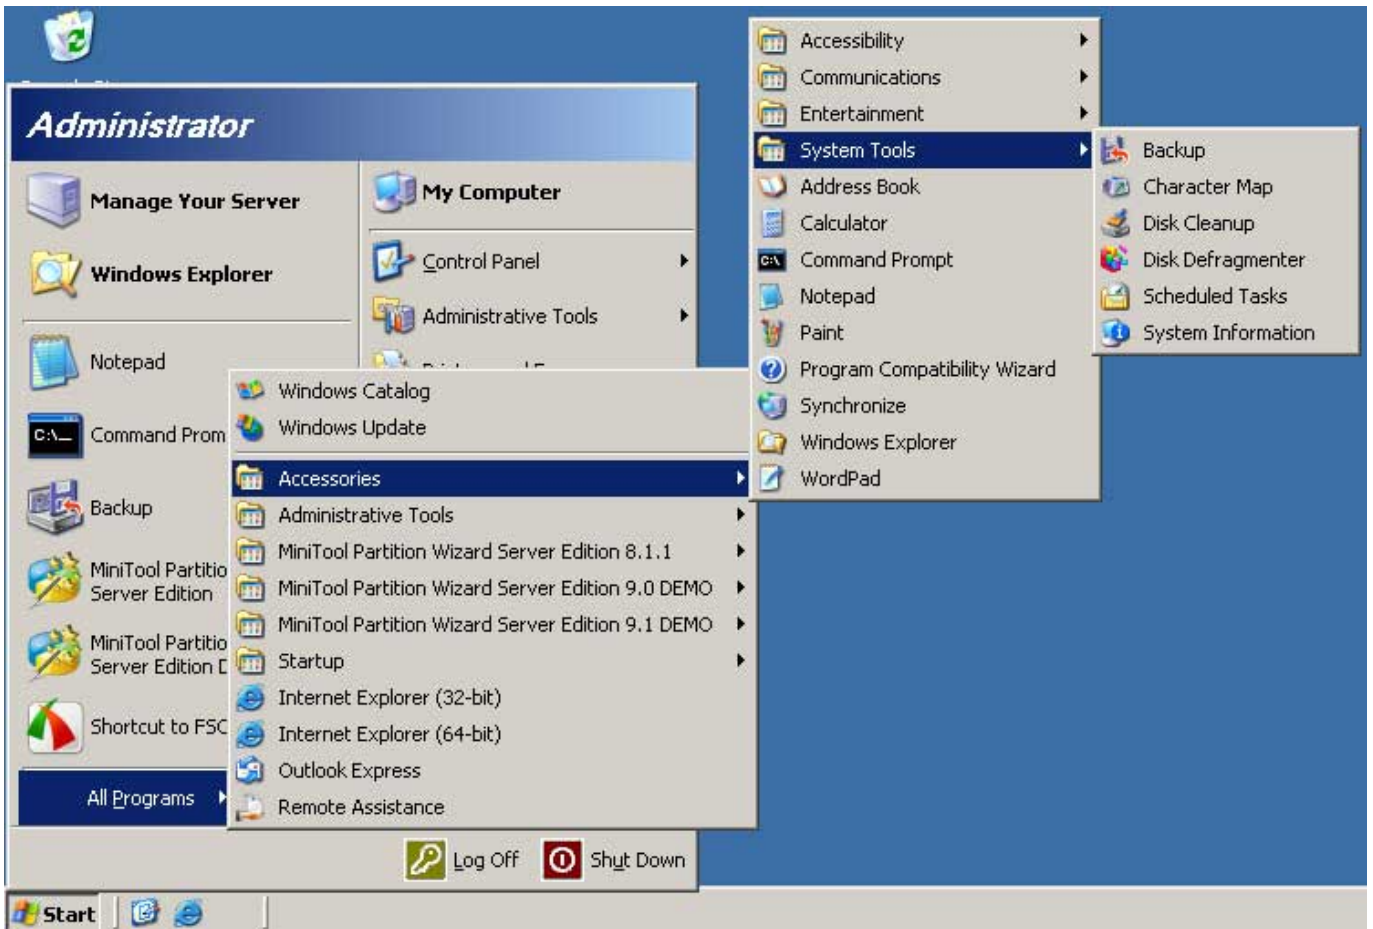 Administrator
Manage Your Server
Windows Explorer
Notepad
Command Prom
Backup
MiniTool Partitio
Server Edition
MiniTool Partitio
Server Edition D
Shortcut to FSC
All Programs
My Computer
Control Panel
Administrative Tools
Windows Catalog
Windows Update
Accessories
Administrative Tools
MiniTool Partition Wizard Server Edition 8.1.1
MiniTool Partition Wizard Server Edition 9.0 DEMO
MiniTool Partition Wizard Server Edition 9.1 DEMO
Startup
Internet Explorer (32-bit)
Internet Explorer (64-bit)
Outlook Express
Remote Assistance
Accessibility
Communications
Entertainment
System Tools
Address Book
Calculator
Command Prompt
Notepad
Paint
Program Compatibility Wizard
Synchronize
Windows Explorer
WordPad
Backup
Character Map
Disk Cleanup
Disk Defragmenter
Scheduled Tasks
System Information
Log Off
Shut Down
Start